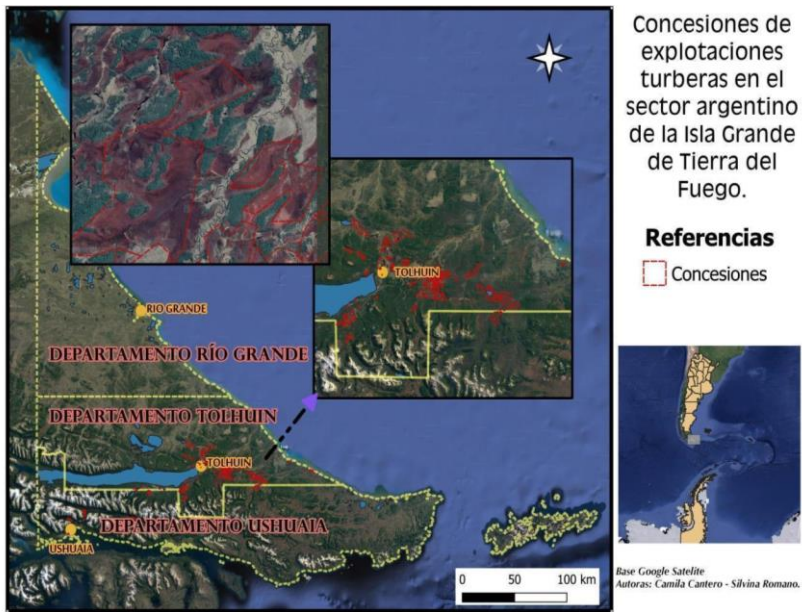 Concesiones de
explotaciones
turberas en el
sector argentino
de la Isla Grande
de Tierra del
Fuego.
Referencias
Concesiones
TOLHUIN
RIO GRANDE
DEPARTAMENTO RÍO GRANDE
DEPARTAMENTO TOLHUIN
TOLHUIN
DEPARTAMENTO USHUAIA
USHUAIA
0 50 100 km
Base Google Satelite
Autoras: Camila Cantero - Silvina Romano.